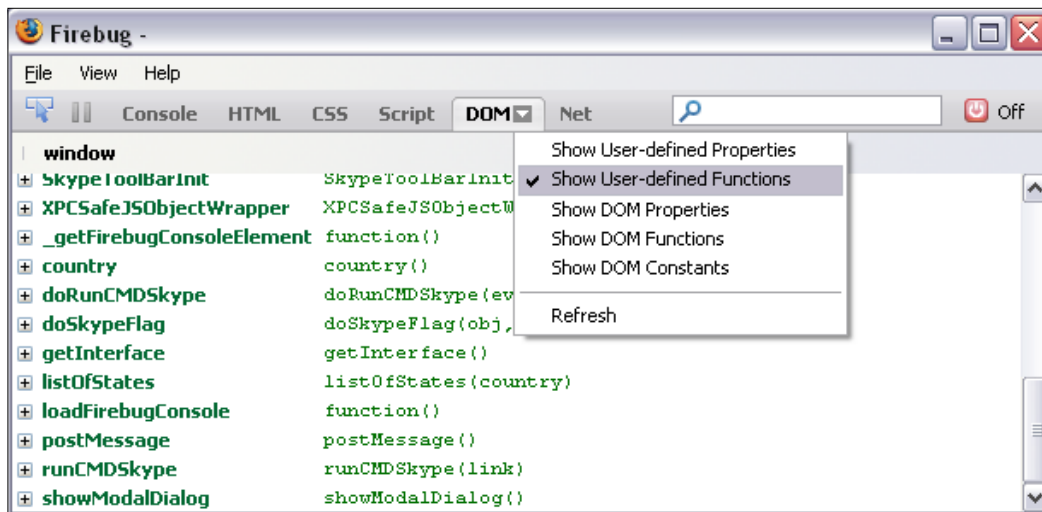 Firebug -
File View Help
Console HTML CSS Script DOM Net Off
window
Show User-defined Properties
SkypeToolBarInit SkypeToolBarInit
Show User-defined Functions
XPCSafeJSObjectWrapper XPCSafeJSObjectW
Show DOM Properties
_getFirebugConsoleElement function()
Show DOM Functions
country country()
Show DOM Constants
doRunCMDSkype doRunCMDSkype(ev
Refresh
doSkypeFlag doSkypeFlag(obj,
getInterface getInterface()
listOfStates listOfStates(country)
loadFirebugConsole function()
postMessage postMessage()
runCMDSkype runCMDSkype(link)
showModalDialog showModalDialog()